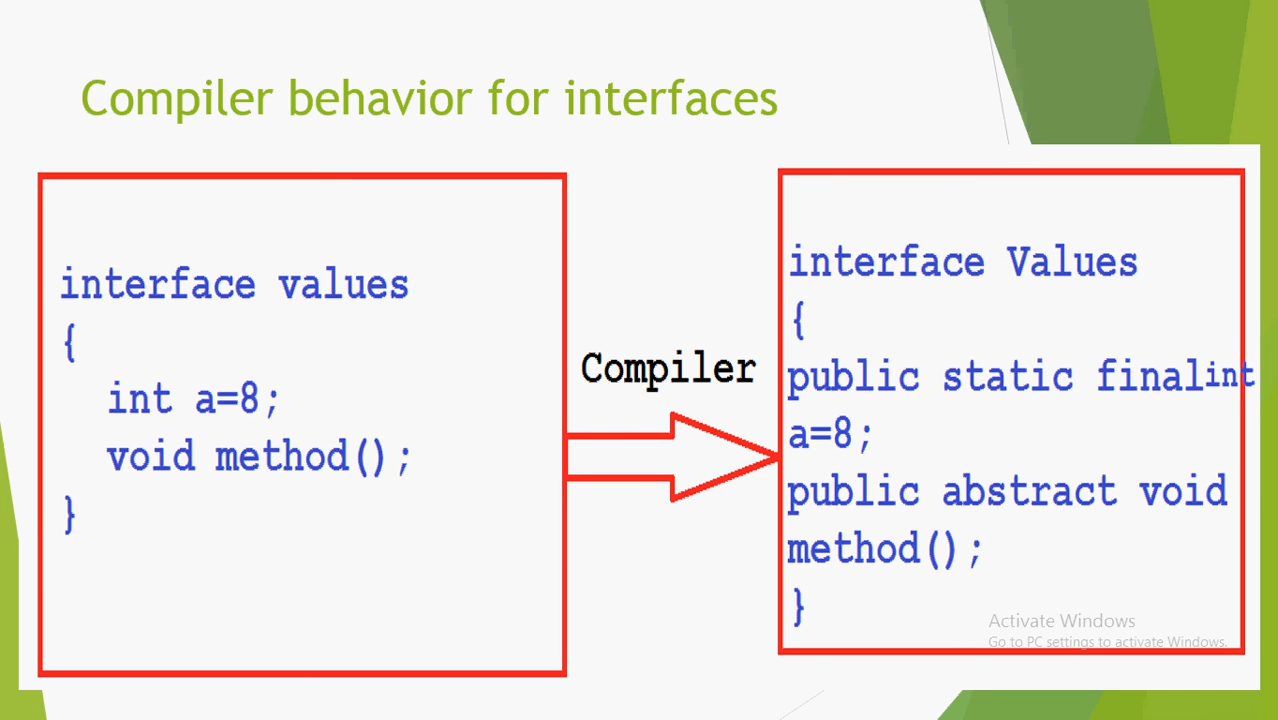 Compiler behavior for interfaces
interface values
{
int a=8;
void method();
}
Compiler
interface Values
{
public static finalint
a=8;
public abstract void
method();
}
Activate Windows
Go to PC settings to activate Windows.